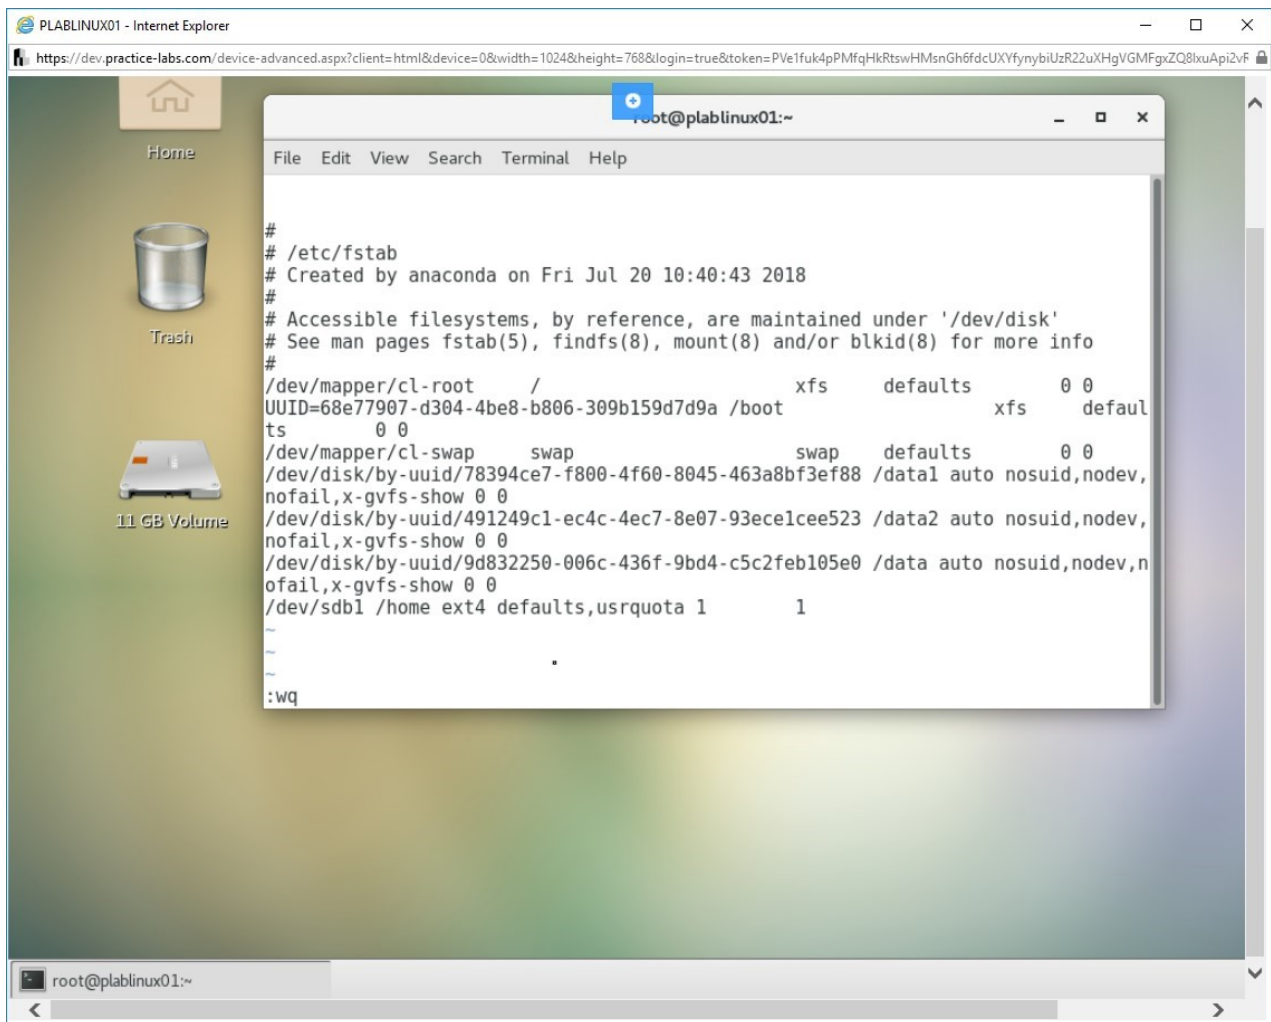 PLABLINUX01 - Internet Explorer
https://dev.practice-labs.com/device-advanced.aspx?client=html&device=0&width=1024&height=768&login=true&token=PVe1fuk4pPMfqHkRtswHMsnGh6fdcUXYfynybiUzR22uXHgVGMFgxZQ8lxuApi2vR
root@plablinux01:~
Home
File Edit View Search Terminal Help
#
# /etc/fstab
# Created by anaconda on Fri Jul 20 10:40:43 2018
#
# Accessible filesystems, by reference, are maintained under '/dev/disk'
# See man pages fstab(5), findfs(8), mount(8) and/or blkid(8) for more info
#
/dev/mapper/cl-root / xfs defaults 0 0
UUID=68e77907-d304-4be8-b806-309b159d7d9a /boot xfs defaul
ts 0 0
/dev/mapper/cl-swap swap swap defaults 0 0
/dev/disk/by-uuid/78394ce7-f800-4f60-8045-463a8bf3ef88 /data1 auto nosuid,nodev,
nofail,x-gvfs-show 0 0
/dev/disk/by-uuid/491249c1-ec4c-4ec7-8e07-93ece1cee523 /data2 auto nosuid,nodev,
nofail,x-gvfs-show 0 0
/dev/disk/by-uuid/9d832250-006c-436f-9bd4-c5c2feb105e0 /data auto nosuid,nodev,n
ofail,x-gvfs-show 0 0
/dev/sdb1 /home ext4 defaults,usrquota 1 1
~
~
~
:wq
Trash
11 GB Volume
root@plablinux01:~